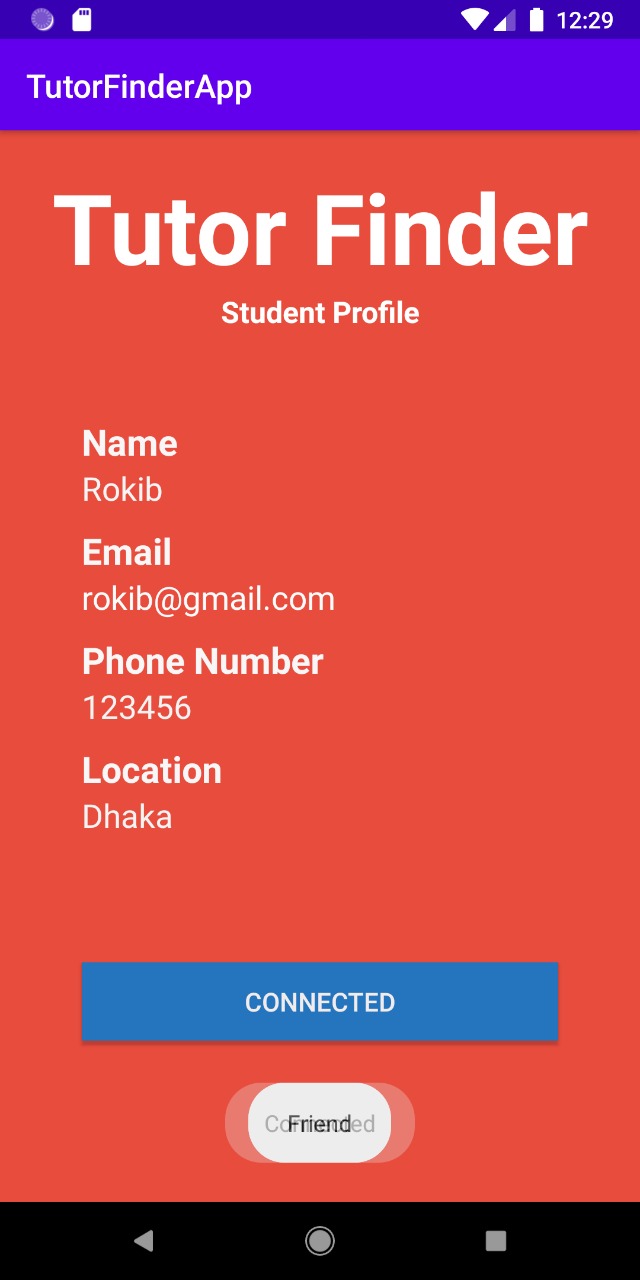 12:29
TutorFinderApp
Tutor Finder
Student Profile
Name
Rokib
Email
rokib@gmail.com
Phone Number
123456
Location
Dhaka
CONNECTED
Connected
Friend